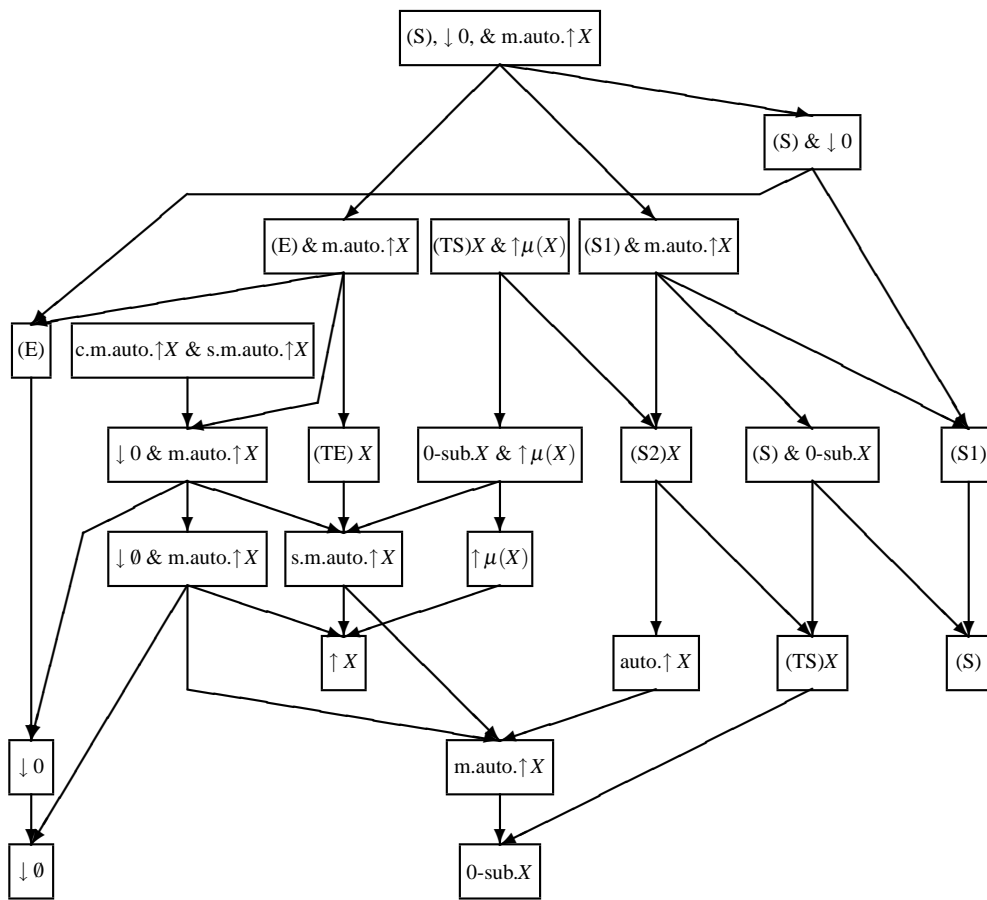 (S), ↓ 0, & m.auto.↑X
(S) & ↓ 0
(E) & m.auto.↑X
(TS)X & ↑μ(X)
(S1) & m.auto.↑X
(E)
c.m.auto.↑X & s.m.auto.↑X
↓ 0 & m.auto.↑X
(TE) X
0-sub.X & ↑ μ(X)
(S2)X
(S) & 0-sub.X
(S1)
↓ ∅ & m.auto.↑X
s.m.auto.↑X
↑ μ(X)
↑ X
auto.↑ X
(TS)X
(S)
↓ 0
m.auto.↑X
↓ ∅
0-sub.X